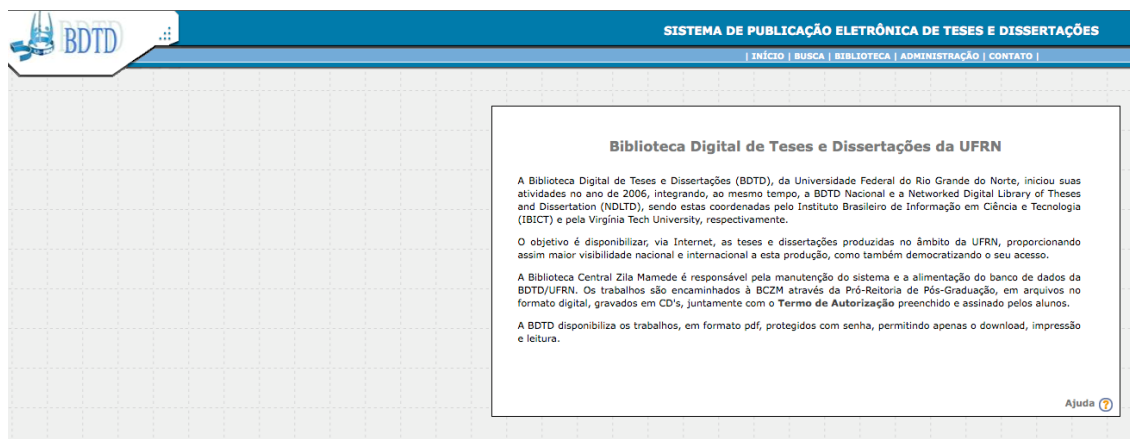 BDTD
SISTEMA DE PUBLICAÇÃO ELETRÔNICA DE TESES E DISSERTAÇÕES
| INÍCIO | BUSCA | BIBLIOTECA | ADMINISTRAÇÃO | CONTATO |
Biblioteca Digital de Teses e Dissertações da UFRN
A Biblioteca Digital de Teses e Dissertações (BDTD), da Universidade Federal do Rio Grande do Norte, iniciou suas
atividades no ano de 2006, integrando, ao mesmo tempo, a BDTD Nacional e a Networked Digital Library of Theses
and Dissertation (NDLTD), sendo estas coordenadas pelo Instituto Brasileiro de Informação em Ciência e Tecnologia
(IBICT) e pela Virgínia Tech University, respectivamente.
O objetivo é disponibilizar, via Internet, as teses e dissertações produzidas no âmbito da UFRN, proporcionando
assim maior visibilidade nacional e internacional a esta produção, como também democratizando o seu acesso.
A Biblioteca Central Zila Mamede é responsável pela manutenção do sistema e a alimentação do banco de dados da
BDTD/UFRN. Os trabalhos são encaminhados à BCZM através da Pró-Reitoria de Pós-Graduação, em arquivos no
formato digital, gravados em CD's, juntamente com o Termo de Autorização preenchido e assinado pelos alunos.
A BDTD disponibiliza os trabalhos, em formato pdf, protegidos com senha, permitindo apenas o download, impressão
e leitura.
Ajuda ?